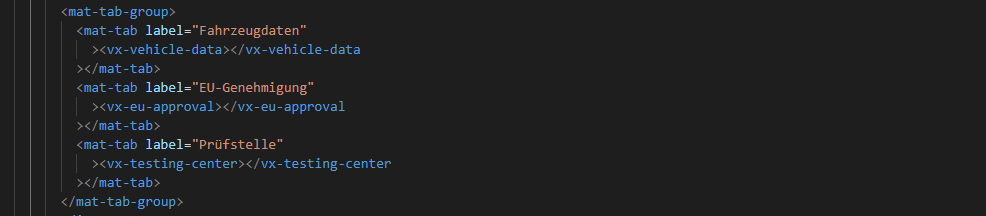 <mat-tab-group>
<mat-tab label="Fahrzeugdaten"
><vx-vehicle-data></vx-vehicle-data
></mat-tab>
<mat-tab label="EU-Genehmigung"
><vx-eu-approval></vx-eu-approval
></mat-tab>
<mat-tab label="Prüfstelle"
><vx-testing-center></vx-testing-center
></mat-tab>
</mat-tab-group>